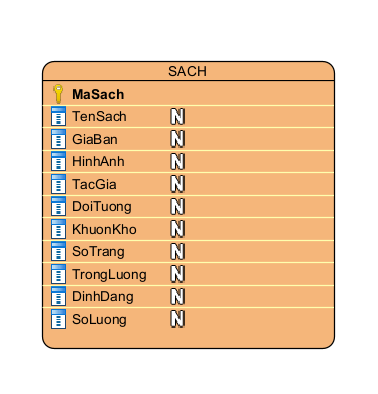 SACH
MaSach
TenSach N
GiaBan N
HinhAnh N
TacGia N
DoiTuong N
KhuonKho N
SoTrang N
TrongLuong N
DinhDang N
SoLuong N